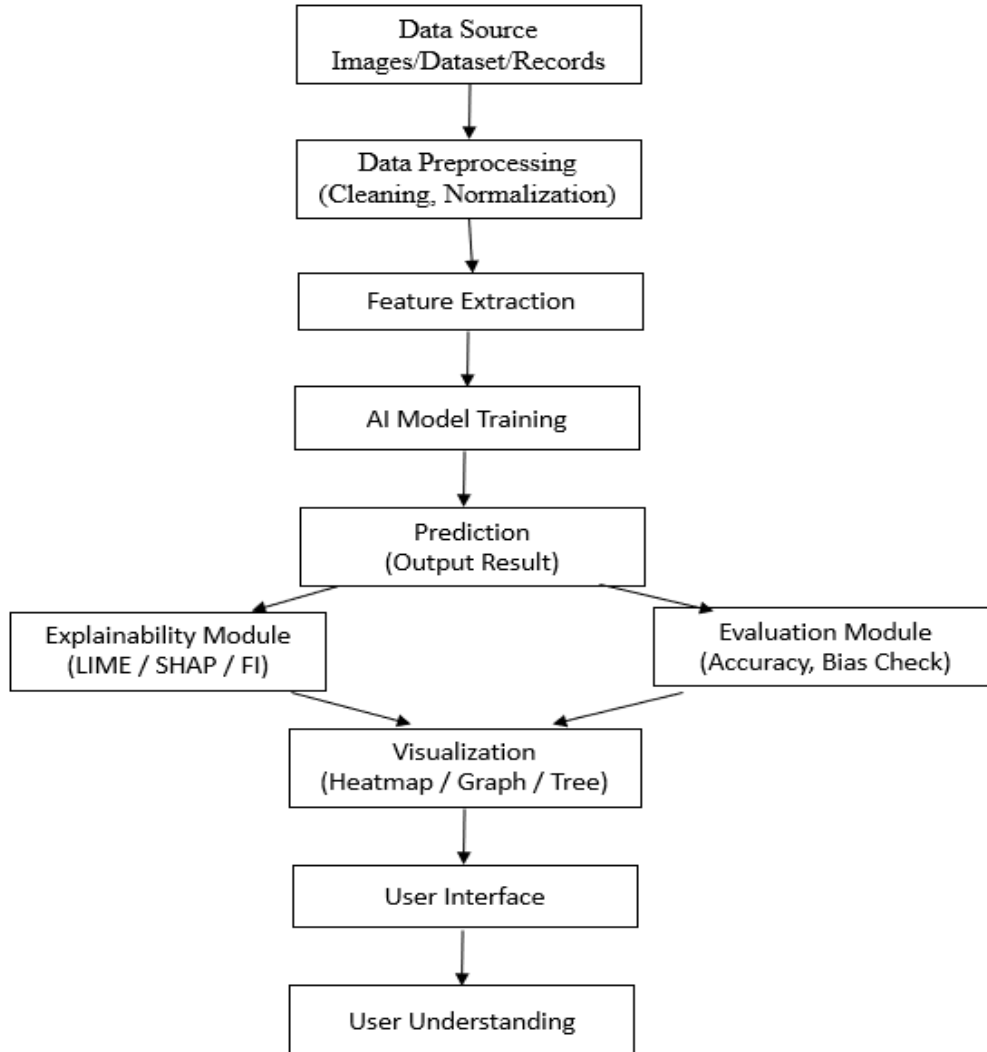 Data Source
Images/Dataset/Records
Data Preprocessing
(Cleaning, Normalization)
Feature Extraction
AI Model Training
Prediction
(Output Result)
Explainability Module
(LIME / SHAP / FI)
Evaluation Module
(Accuracy, Bias Check)
Visualization
(Heatmap / Graph / Tree)
User Interface
User Understanding